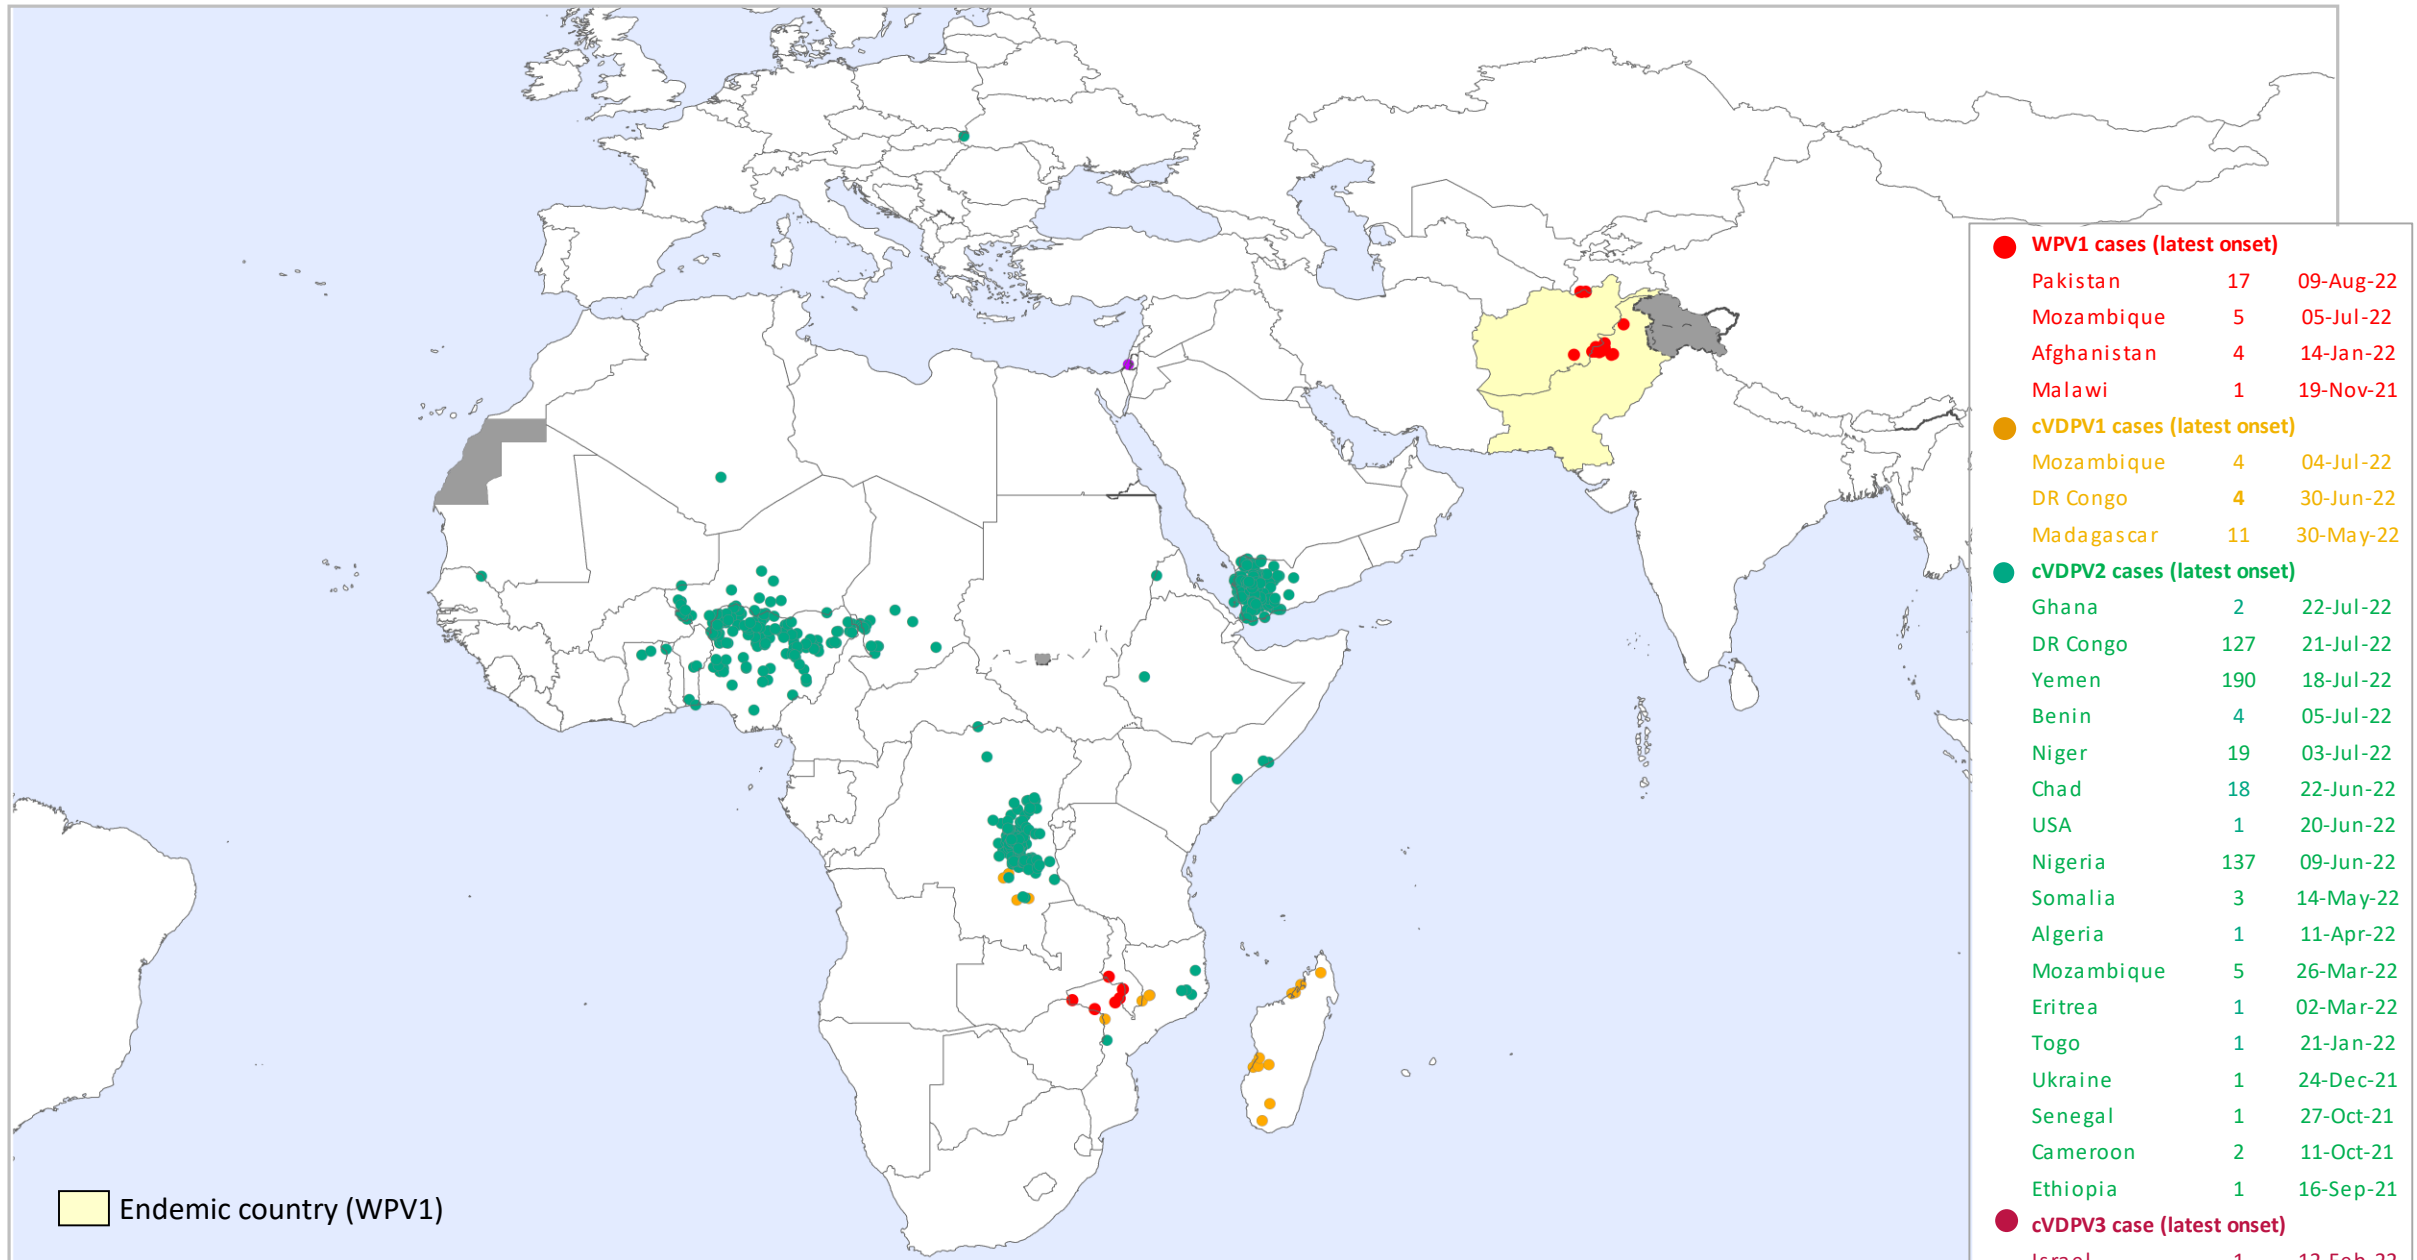 WPV1 cases (latest onset)
Pakistan 17 09-Aug-22
Mozambique 5 05-Jul-22
Afghanistan 4 14-Jan-22
Malawi 1 19-Nov-21
cVDPV1 cases (latest onset)
Mozambique 4 04-Jul-22
DR Congo 4 30-Jun-22
Madagascar 11 30-May-22
cVDPV2 cases (latest onset)
Ghana 2 22-Jul-22
DR Congo 127 21-Jul-22
Yemen 190 18-Jul-22
Benin 4 05-Jul-22
Niger 19 03-Jul-22
Chad 18 22-Jun-22
USA 1 20-Jun-22
Nigeria 137 09-Jun-22
Somalia 3 14-May-22
Algeria 1 11-Apr-22
Mozambique 5 26-Mar-22
Eritrea 1 02-Mar-22
Togo 1 21-Jan-22
Ukraine 1 24-Dec-21
Senegal 1 27-Oct-21
Cameroon 2 11-Oct-21
Ethiopia 1 16-Sep-21
cVDPV3 case (latest onset)
Israel 1 12-Feb-22
Endemic country (WPV1)